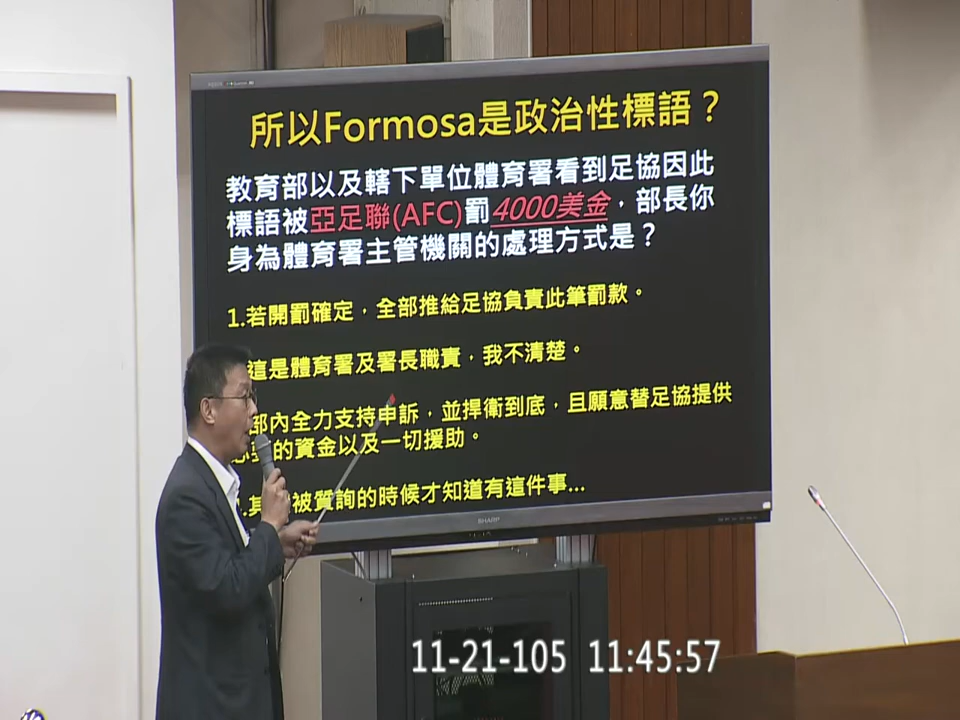 所以Formosa是政治性標語？
教育部以及轄下單位體育署看到足協因此
標語被亞足聯(AFC)罰4000美金，部長你
身為體育署主管機關的處理方式是？
1.若開罰確定，全部推給足協負責此筆罰款。
這是體育署及署長職責，我不清楚。
部內全力支持申訴，並捍衛到底，且願意替足協提供
的資金以及一切援助。
被質詢的時候才知道有這件事...
SHARP
11-21-105 11:45:57